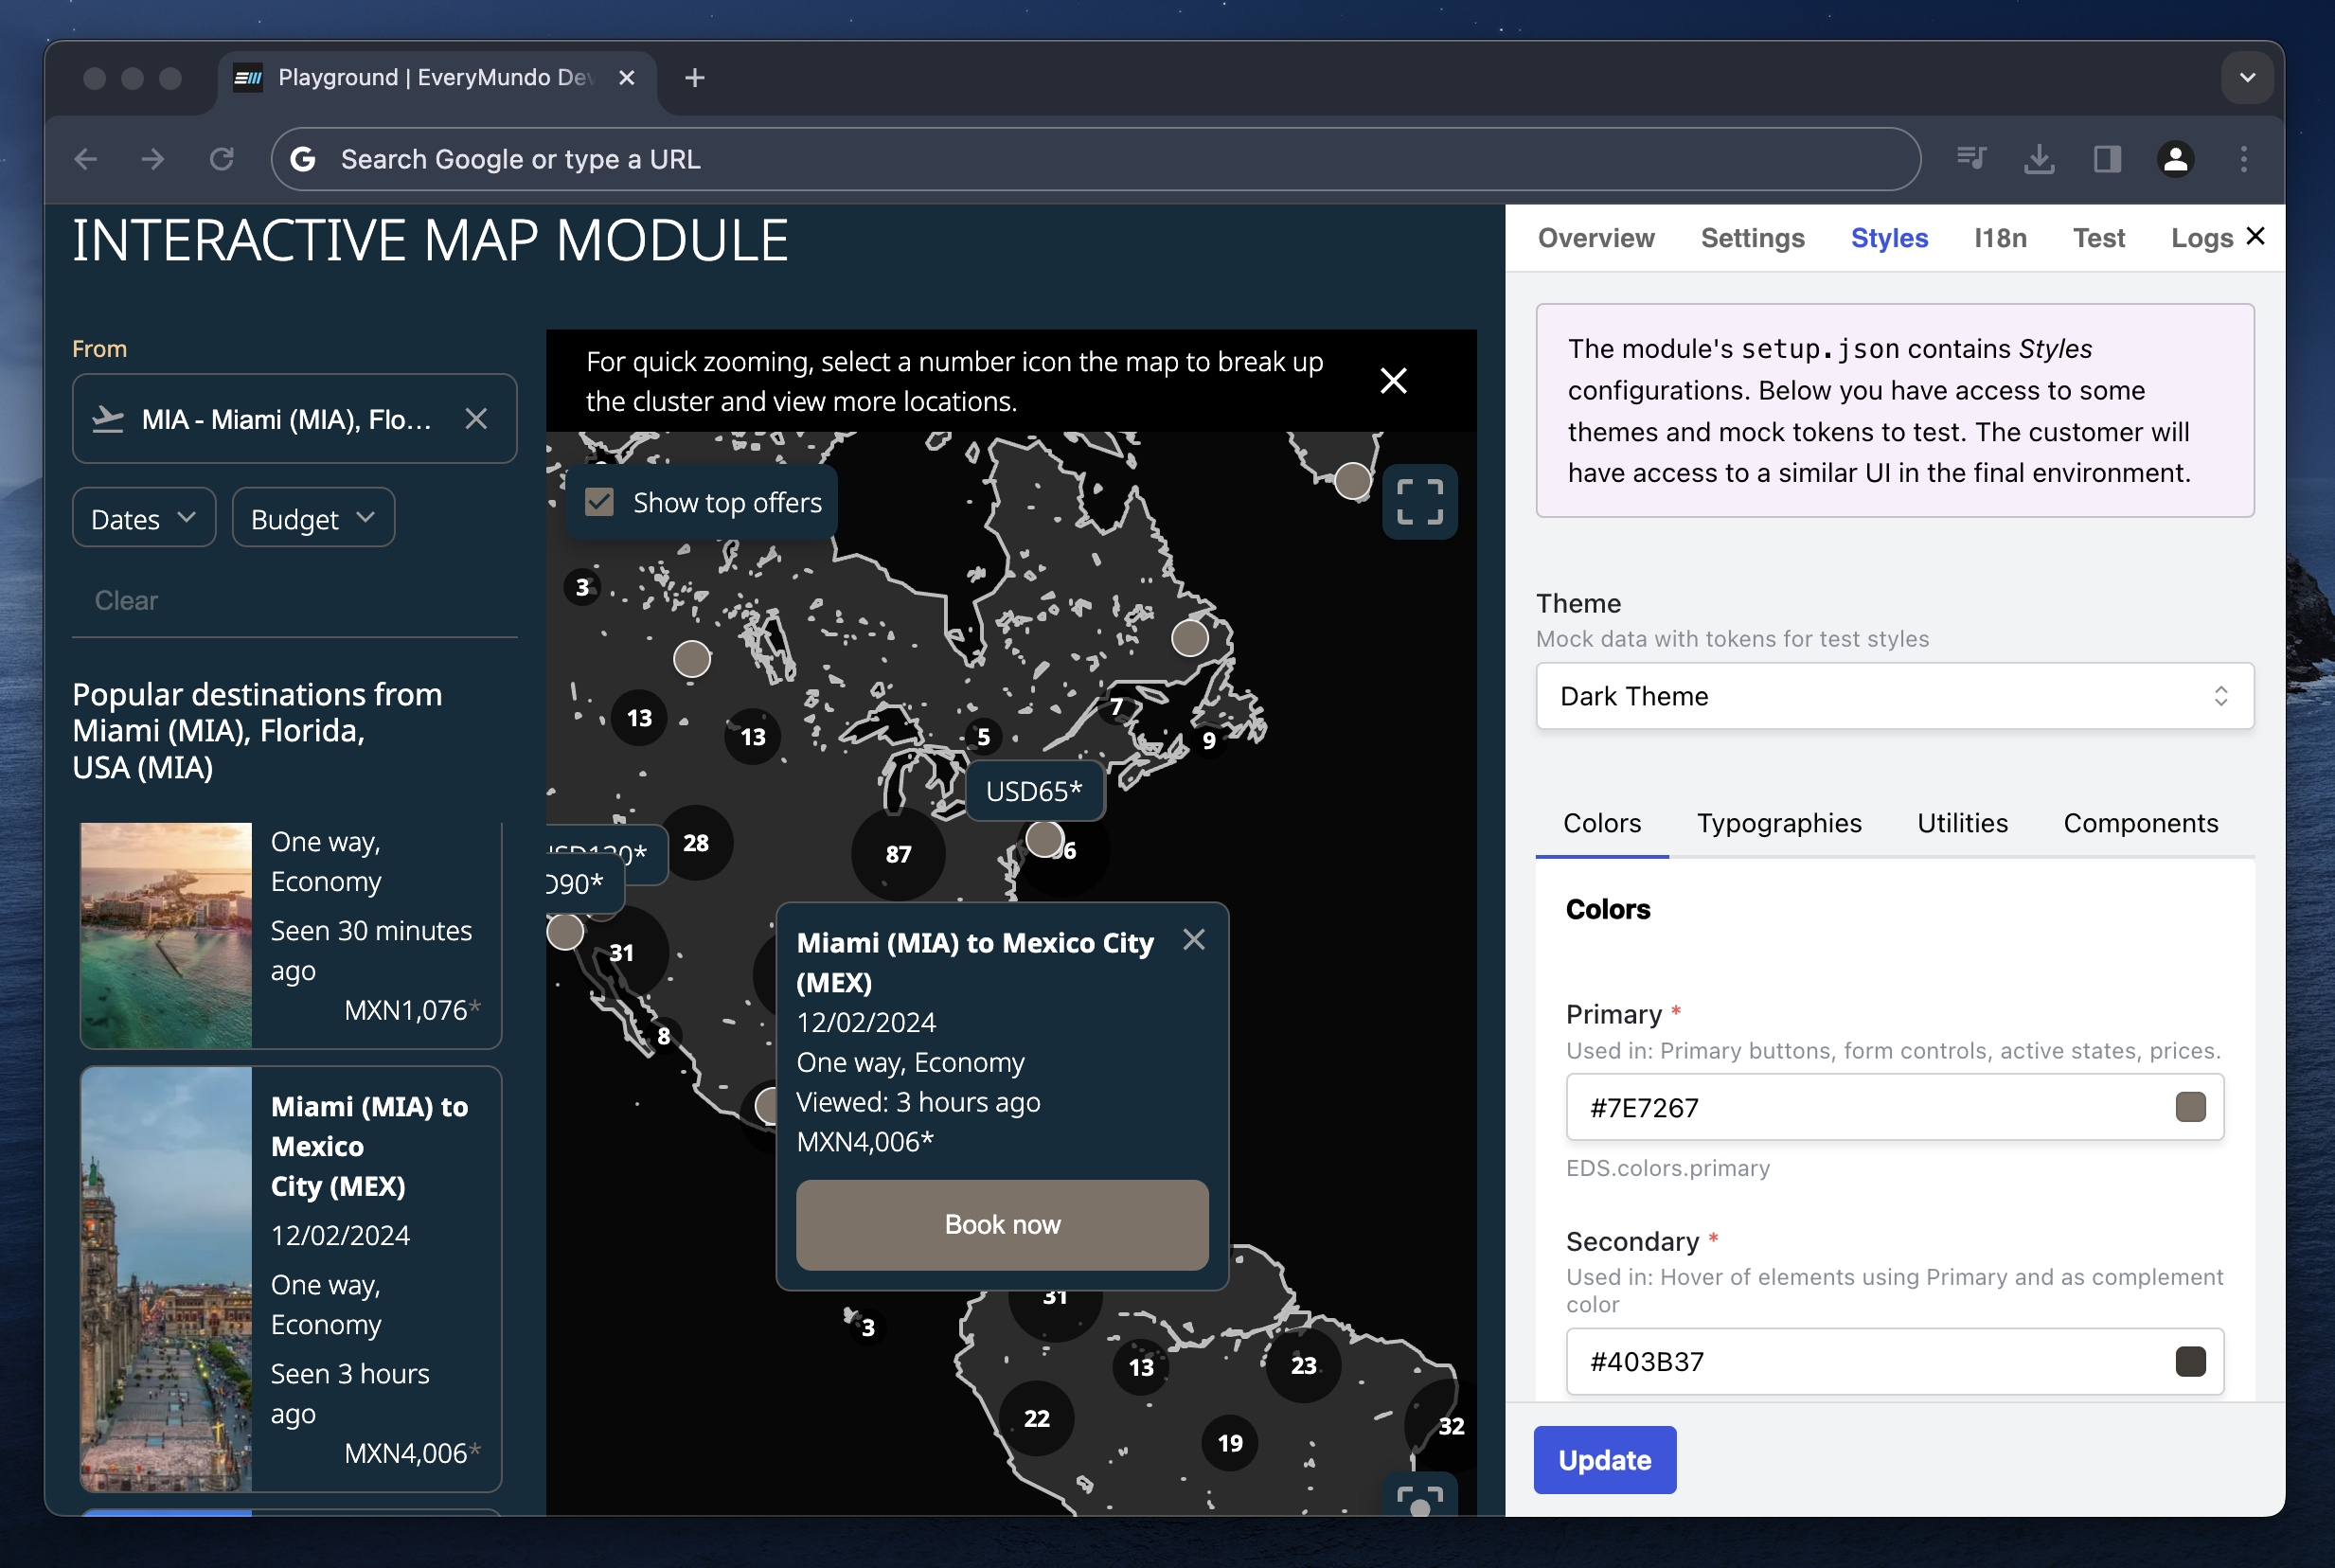 Playground | EveryMundo Dev
Search Google or type a URL
INTERACTIVE MAP MODULE
From
MIA - Miami (MIA), Flo...
Dates
Budget
Clear
Popular destinations from
Miami (MIA), Florida,
USA (MIA)
One way,
Economy
Seen 30 minutes
ago
MXN1,076*
Miami (MIA) to
Mexico
City (MEX)
12/02/2024
One way,
Economy
Seen 3 hours
ago
MXN4,006*
For quick zooming, select a number icon the map to break up
the cluster and view more locations.
Show top offers
3
13
13
5
7
9
USD65*
28
87
D90*
31
8
Miami (MIA) to Mexico City
(MEX)
12/02/2024
One way, Economy
Viewed: 3 hours ago
MXN4,006*
Book now
31
3
13
23
22
19
32
Overview
Settings
Styles
I18n
Test
Logs
The module's setup.json contains Styles
configurations. Below you have access to some
themes and mock tokens to test. The customer will
have access to a similar UI in the final environment.
Theme
Mock data with tokens for test styles
Dark Theme
Colors
Typographies
Utilities
Components
Colors
Primary *
Used in: Primary buttons, form controls, active states, prices.
#7E7267
EDS.colors.primary
Secondary *
Used in: Hover of elements using Primary and as complement
color
#403B37
Update